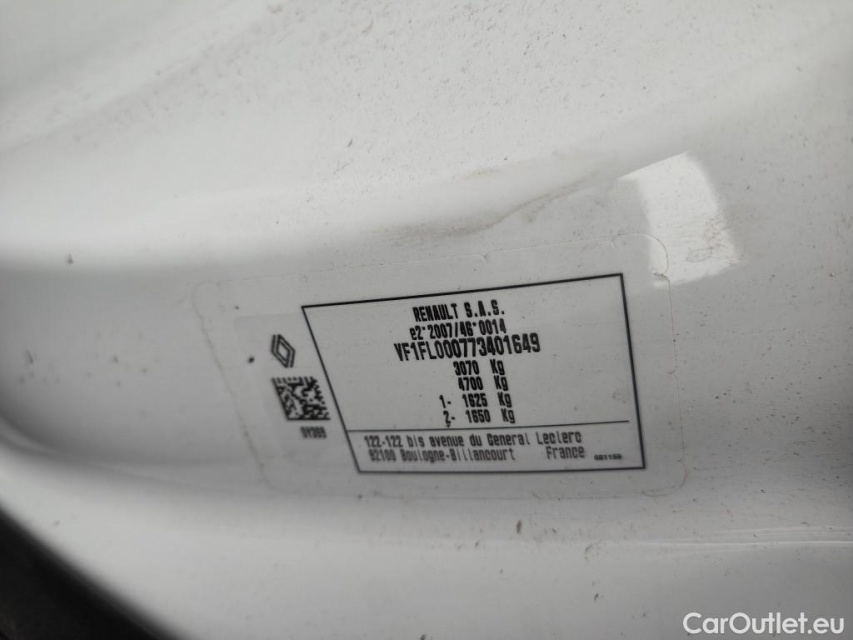 RENAULT S.A.S.
e2*2007/46*0014
VF1FL000773401649
3070 Kg
4700 Kg
1- 1625 Kg
2- 1650 Kg
122-122 bis avenue du General Leclerc
92100 Boulogne-Billancourt France
CarOutlet.eu